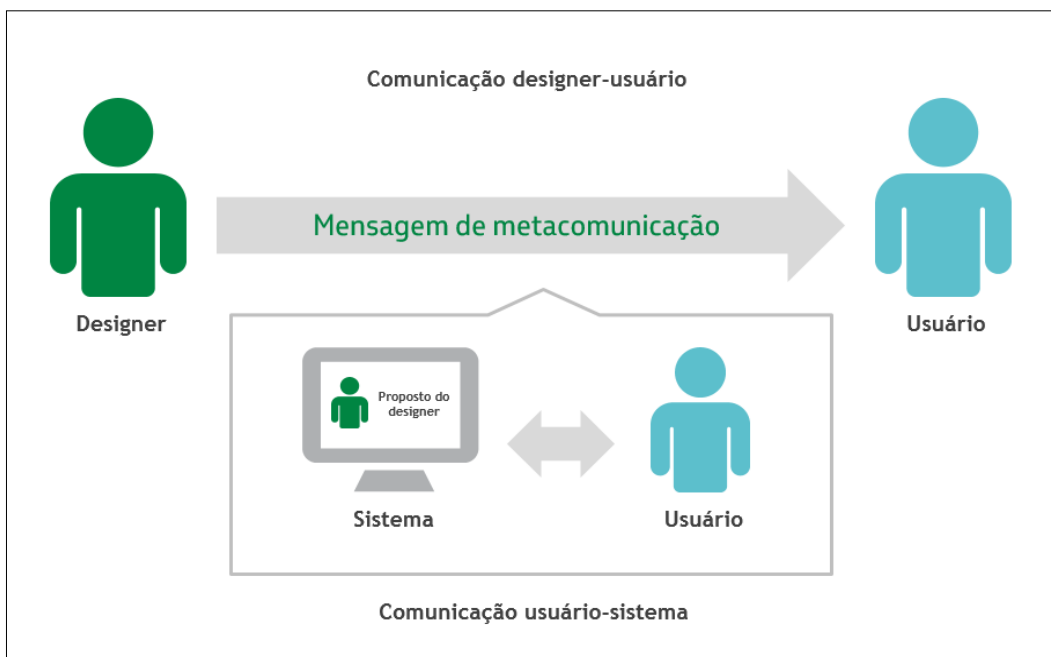 Comunicação designer-usuário
Mensagem de metacomunicação
Designer
Usuário
Proposto do
designer
Sistema
Usuário
Comunicação usuário-sistema